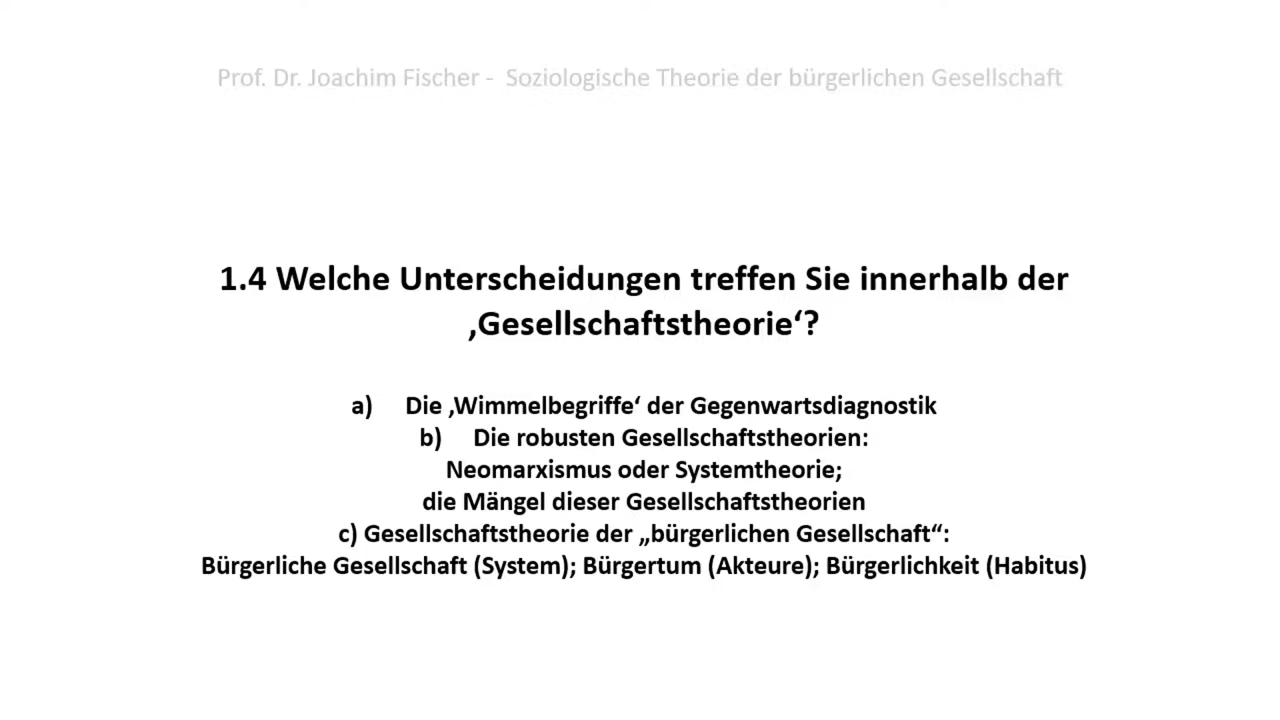 Prof. Dr. Joachim Fischer - Soziologische Theorie der bürgerlichen Gesellschaft
1.4 Welche Unterscheidungen treffen Sie innerhalb der
‚Gesellschaftstheorie‘?
a) Die ‚Wimmelbegriffe‘ der Gegenwartsdiagnostik
b) Die robusten Gesellschaftstheorien:
Neomarxismus oder Systemtheorie;
die Mängel dieser Gesellschaftstheorien
c) Gesellschaftstheorie der „bürgerlichen Gesellschaft“:
Bürgerliche Gesellschaft (System); Bürgertum (Akteure); Bürgerlichkeit (Habitus)